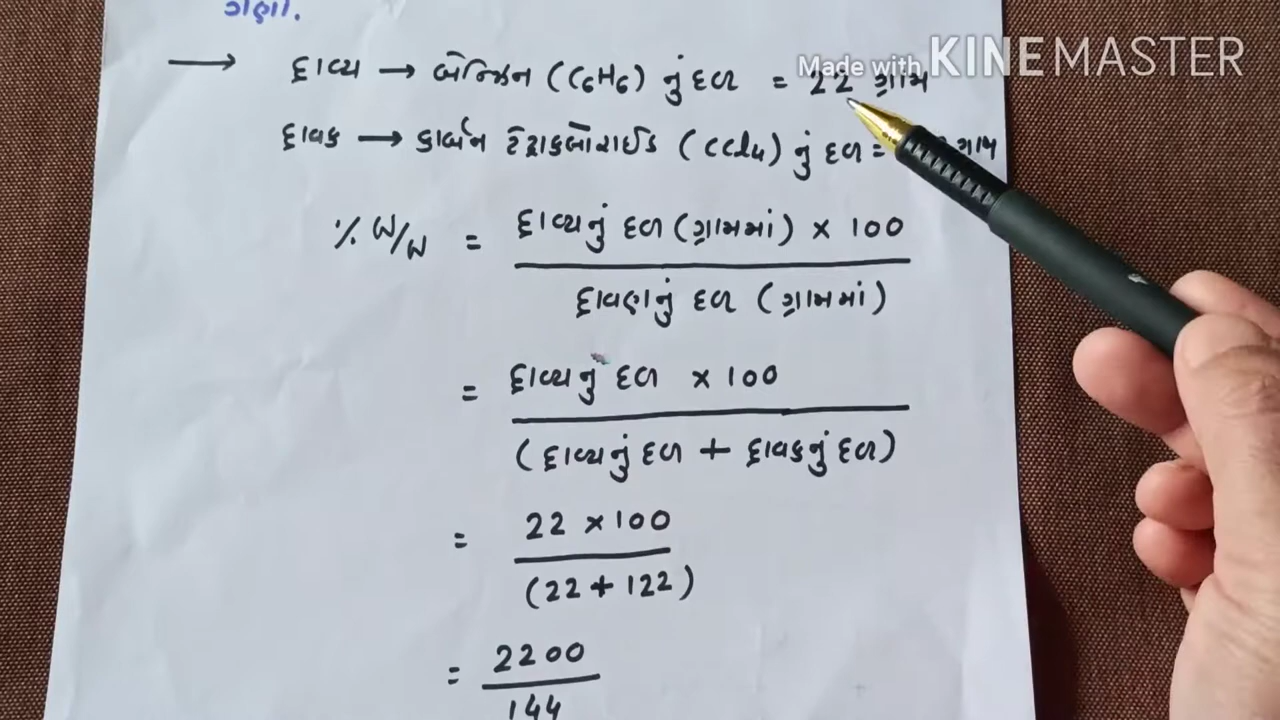 ગણો.
Made with KINEMASTER
→ દ્રાવ્ય → બેન્ઝિન (C6H6) નું દળ = 22 ગ્રામ
દ્રાવક → કાર્બન ટેટ્રાક્લોરાઈડ (CCl4) નું દળ = ગ્રામ
% W/W = દ્રાવ્યનું દળ (ગ્રામમાં) × 100
દ્રાવણનું દળ (ગ્રામમાં)
= દ્રાવ્યનું દળ × 100
(દ્રાવ્યનું દળ + દ્રાવકનું દળ)
= 22 × 100
(22 + 122)
= 2200
144